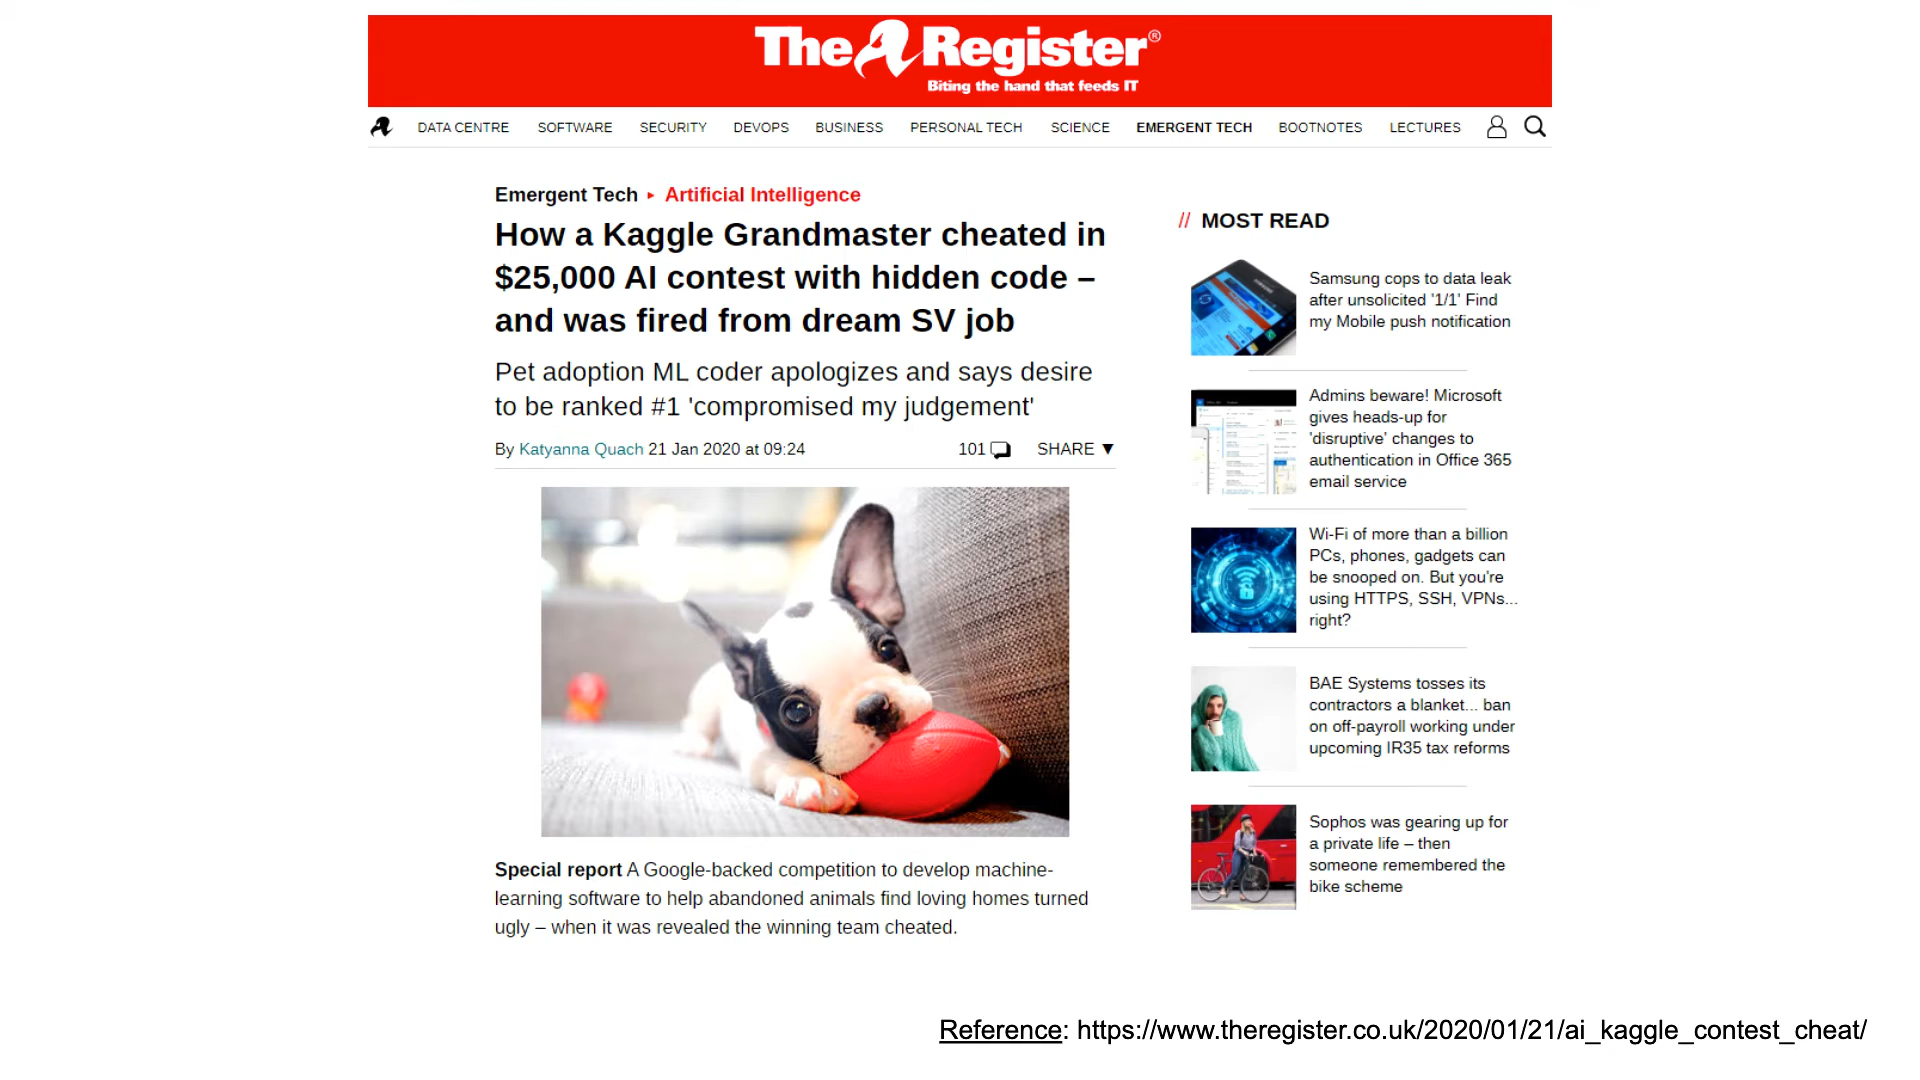 The Register®
Biting the hand that feeds IT
DATA CENTRE SOFTWARE SECURITY DEVOPS BUSINESS PERSONAL TECH SCIENCE EMERGENT TECH BOOTNOTES LECTURES
Emergent Tech ▸ Artificial Intelligence
How a Kaggle Grandmaster cheated in
$25,000 AI contest with hidden code –
and was fired from dream SV job
Pet adoption ML coder apologizes and says desire
to be ranked #1 'compromised my judgement'
By Katyanna Quach 21 Jan 2020 at 09:24
101 SHARE ▼
Special report A Google-backed competition to develop machine-
learning software to help abandoned animals find loving homes turned
ugly – when it was revealed the winning team cheated.
// MOST READ
Samsung cops to data leak
after unsolicited '1/1' Find
my Mobile push notification
Admins beware! Microsoft
gives heads-up for
'disruptive' changes to
authentication in Office 365
email service
Wi-Fi of more than a billion
PCs, phones, gadgets can
be snooped on. But you're
using HTTPS, SSH, VPNs...
right?
BAE Systems tosses its
contractors a blanket... ban
on off-payroll working under
upcoming IR35 tax reforms
Sophos was gearing up for
a private life – then
someone remembered the
bike scheme
Reference: https://www.theregister.co.uk/2020/01/21/ai_kaggle_contest_cheat/